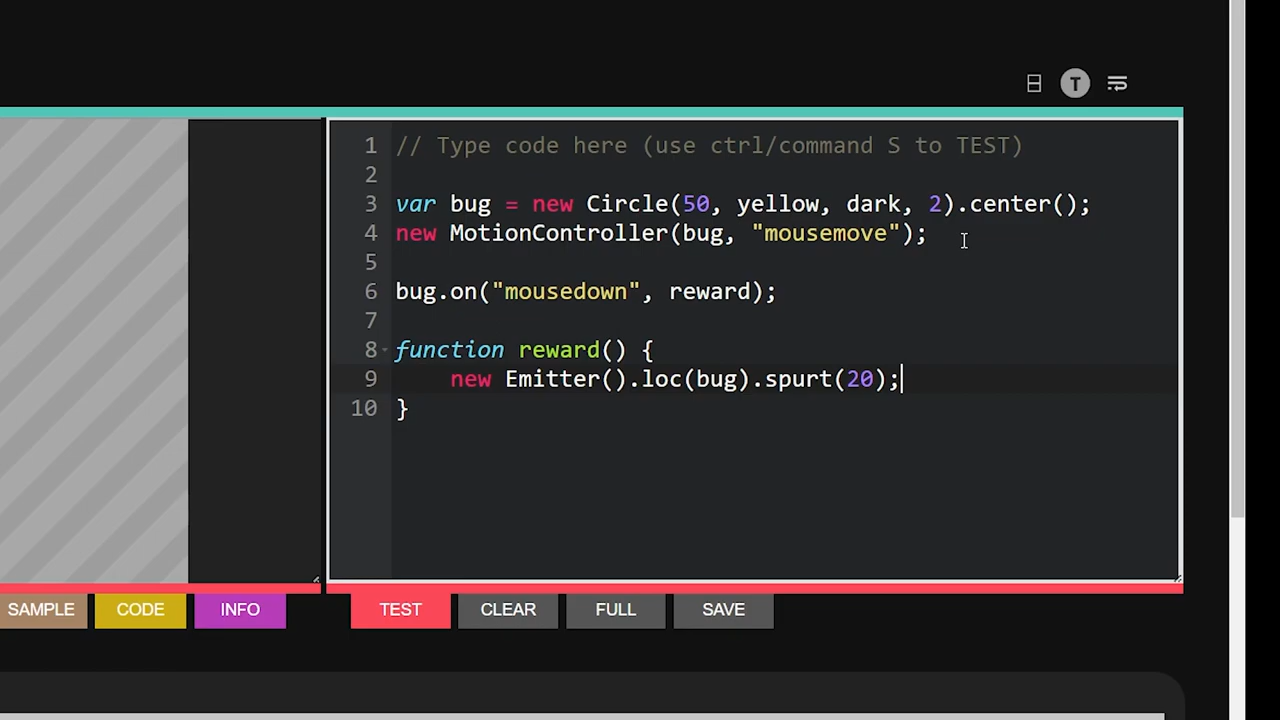 T
1 // Type code here (use ctrl/command S to TEST)
2
3 var bug = new Circle(50, yellow, dark, 2).center();
4 new MotionController(bug, "mousemove");
5
6 bug.on("mousedown", reward);
7
8 function reward() {
9 new Emitter().loc(bug).spurt(20);
10 }
SAMPLE CODE INFO TEST CLEAR FULL SAVE